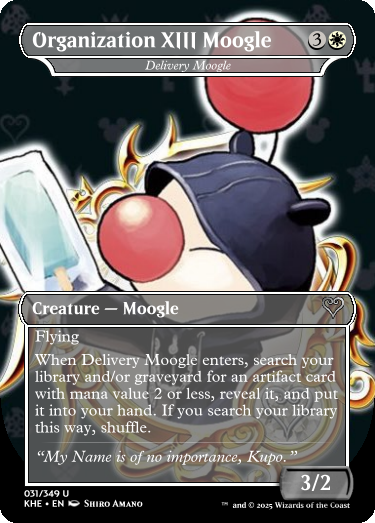 Organization XIII Moogle 3
Delivery Moogle
Creature — Moogle
Flying
When Delivery Moogle enters, search your
library and/or graveyard for an artifact card
with mana value 2 or less, reveal it, and put
it into your hand. If you search your library
this way, shuffle.
“My Name is of no importance, Kupo.”
3/2
031/349 U
KHE • EN Shiro Amano
™ and © 2025 Wizards of the Coast